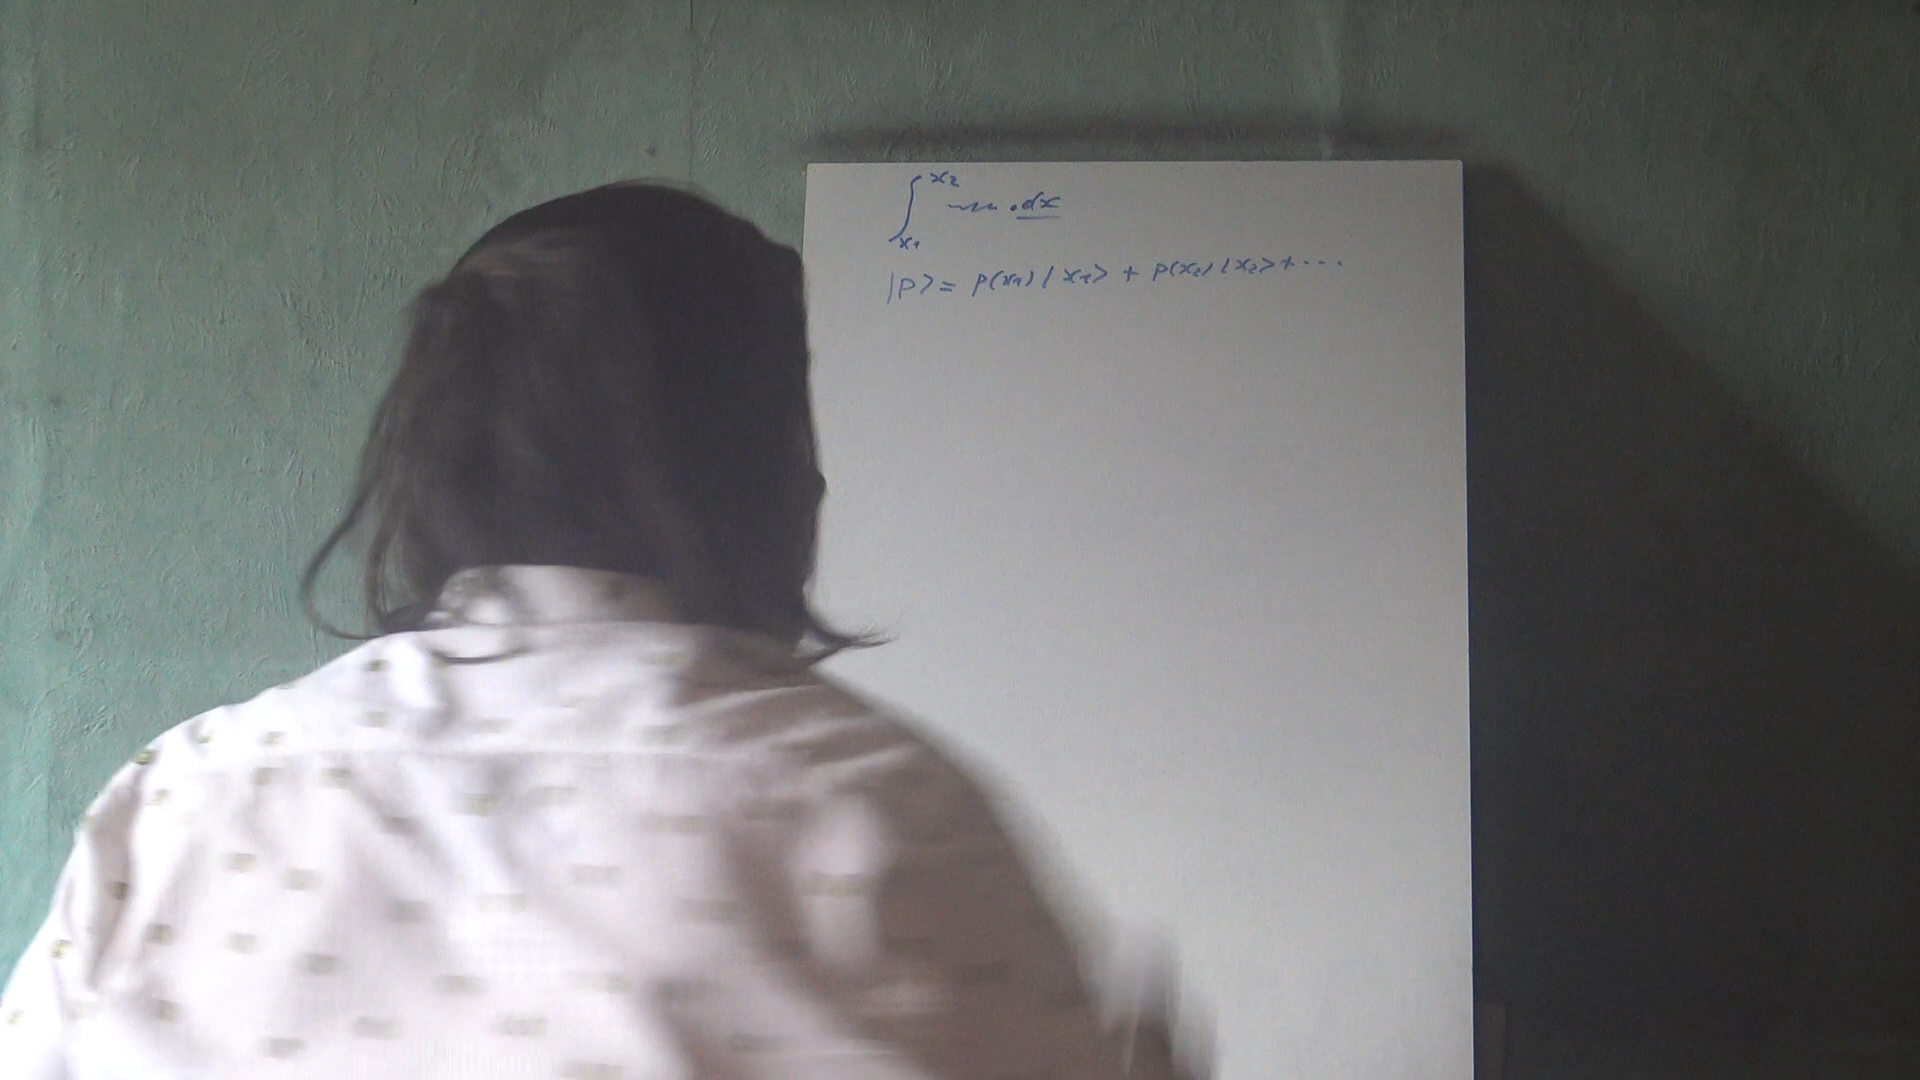 ∫_{x₁}^{x₂} . dx
|P⟩ = P(x₁) |x₁⟩ + P(x₂) |x₂⟩ + ...